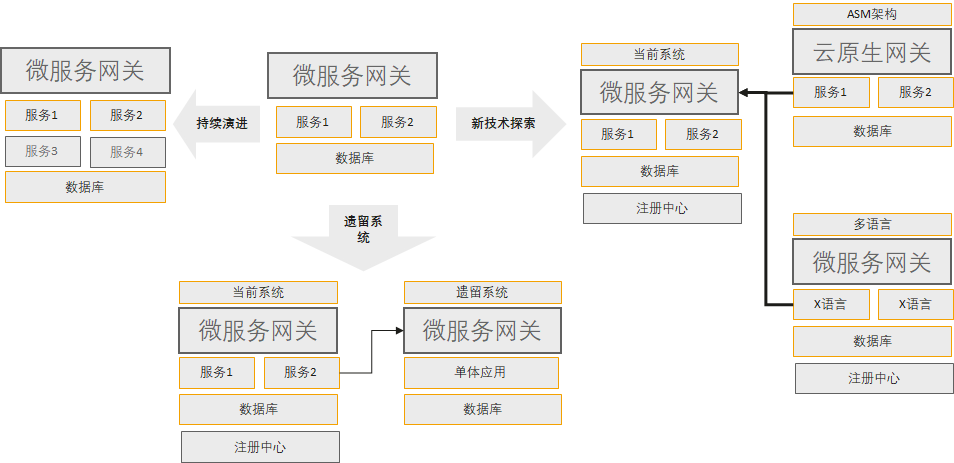 微服务网关
服务1
服务2
服务3
服务4
数据库
持续演进
微服务网关
服务1
服务2
数据库
新技术探索
当前系统
微服务网关
服务1
服务2
数据库
注册中心
ASM架构
云原生网关
服务1
服务2
数据库
多语言
微服务网关
X语言
X语言
数据库
注册中心
遗留系
统
当前系统
微服务网关
服务1
服务2
数据库
注册中心
遗留系统
微服务网关
单体应用
数据库